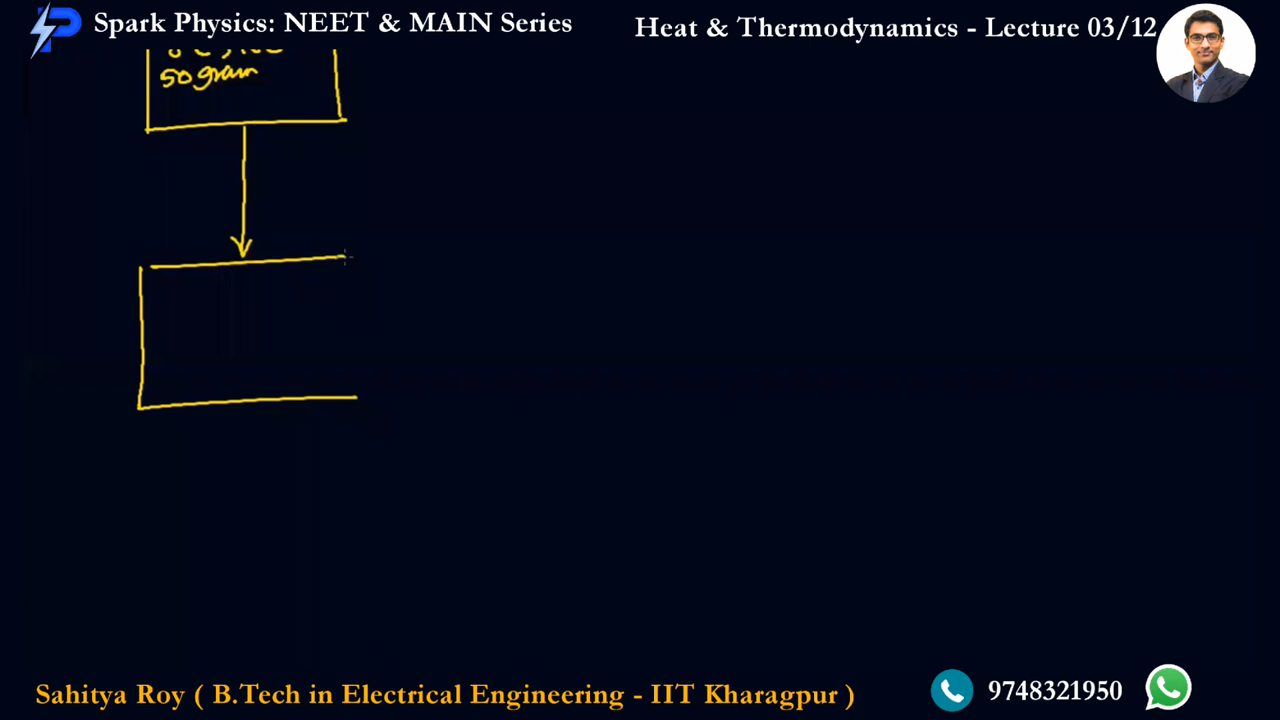 Spark Physics: NEET & MAIN Series
Heat & Thermodynamics - Lecture 03/12
50 gram
Sahitya Roy ( B.Tech in Electrical Engineering - IIT Kharagpur )
9748321950